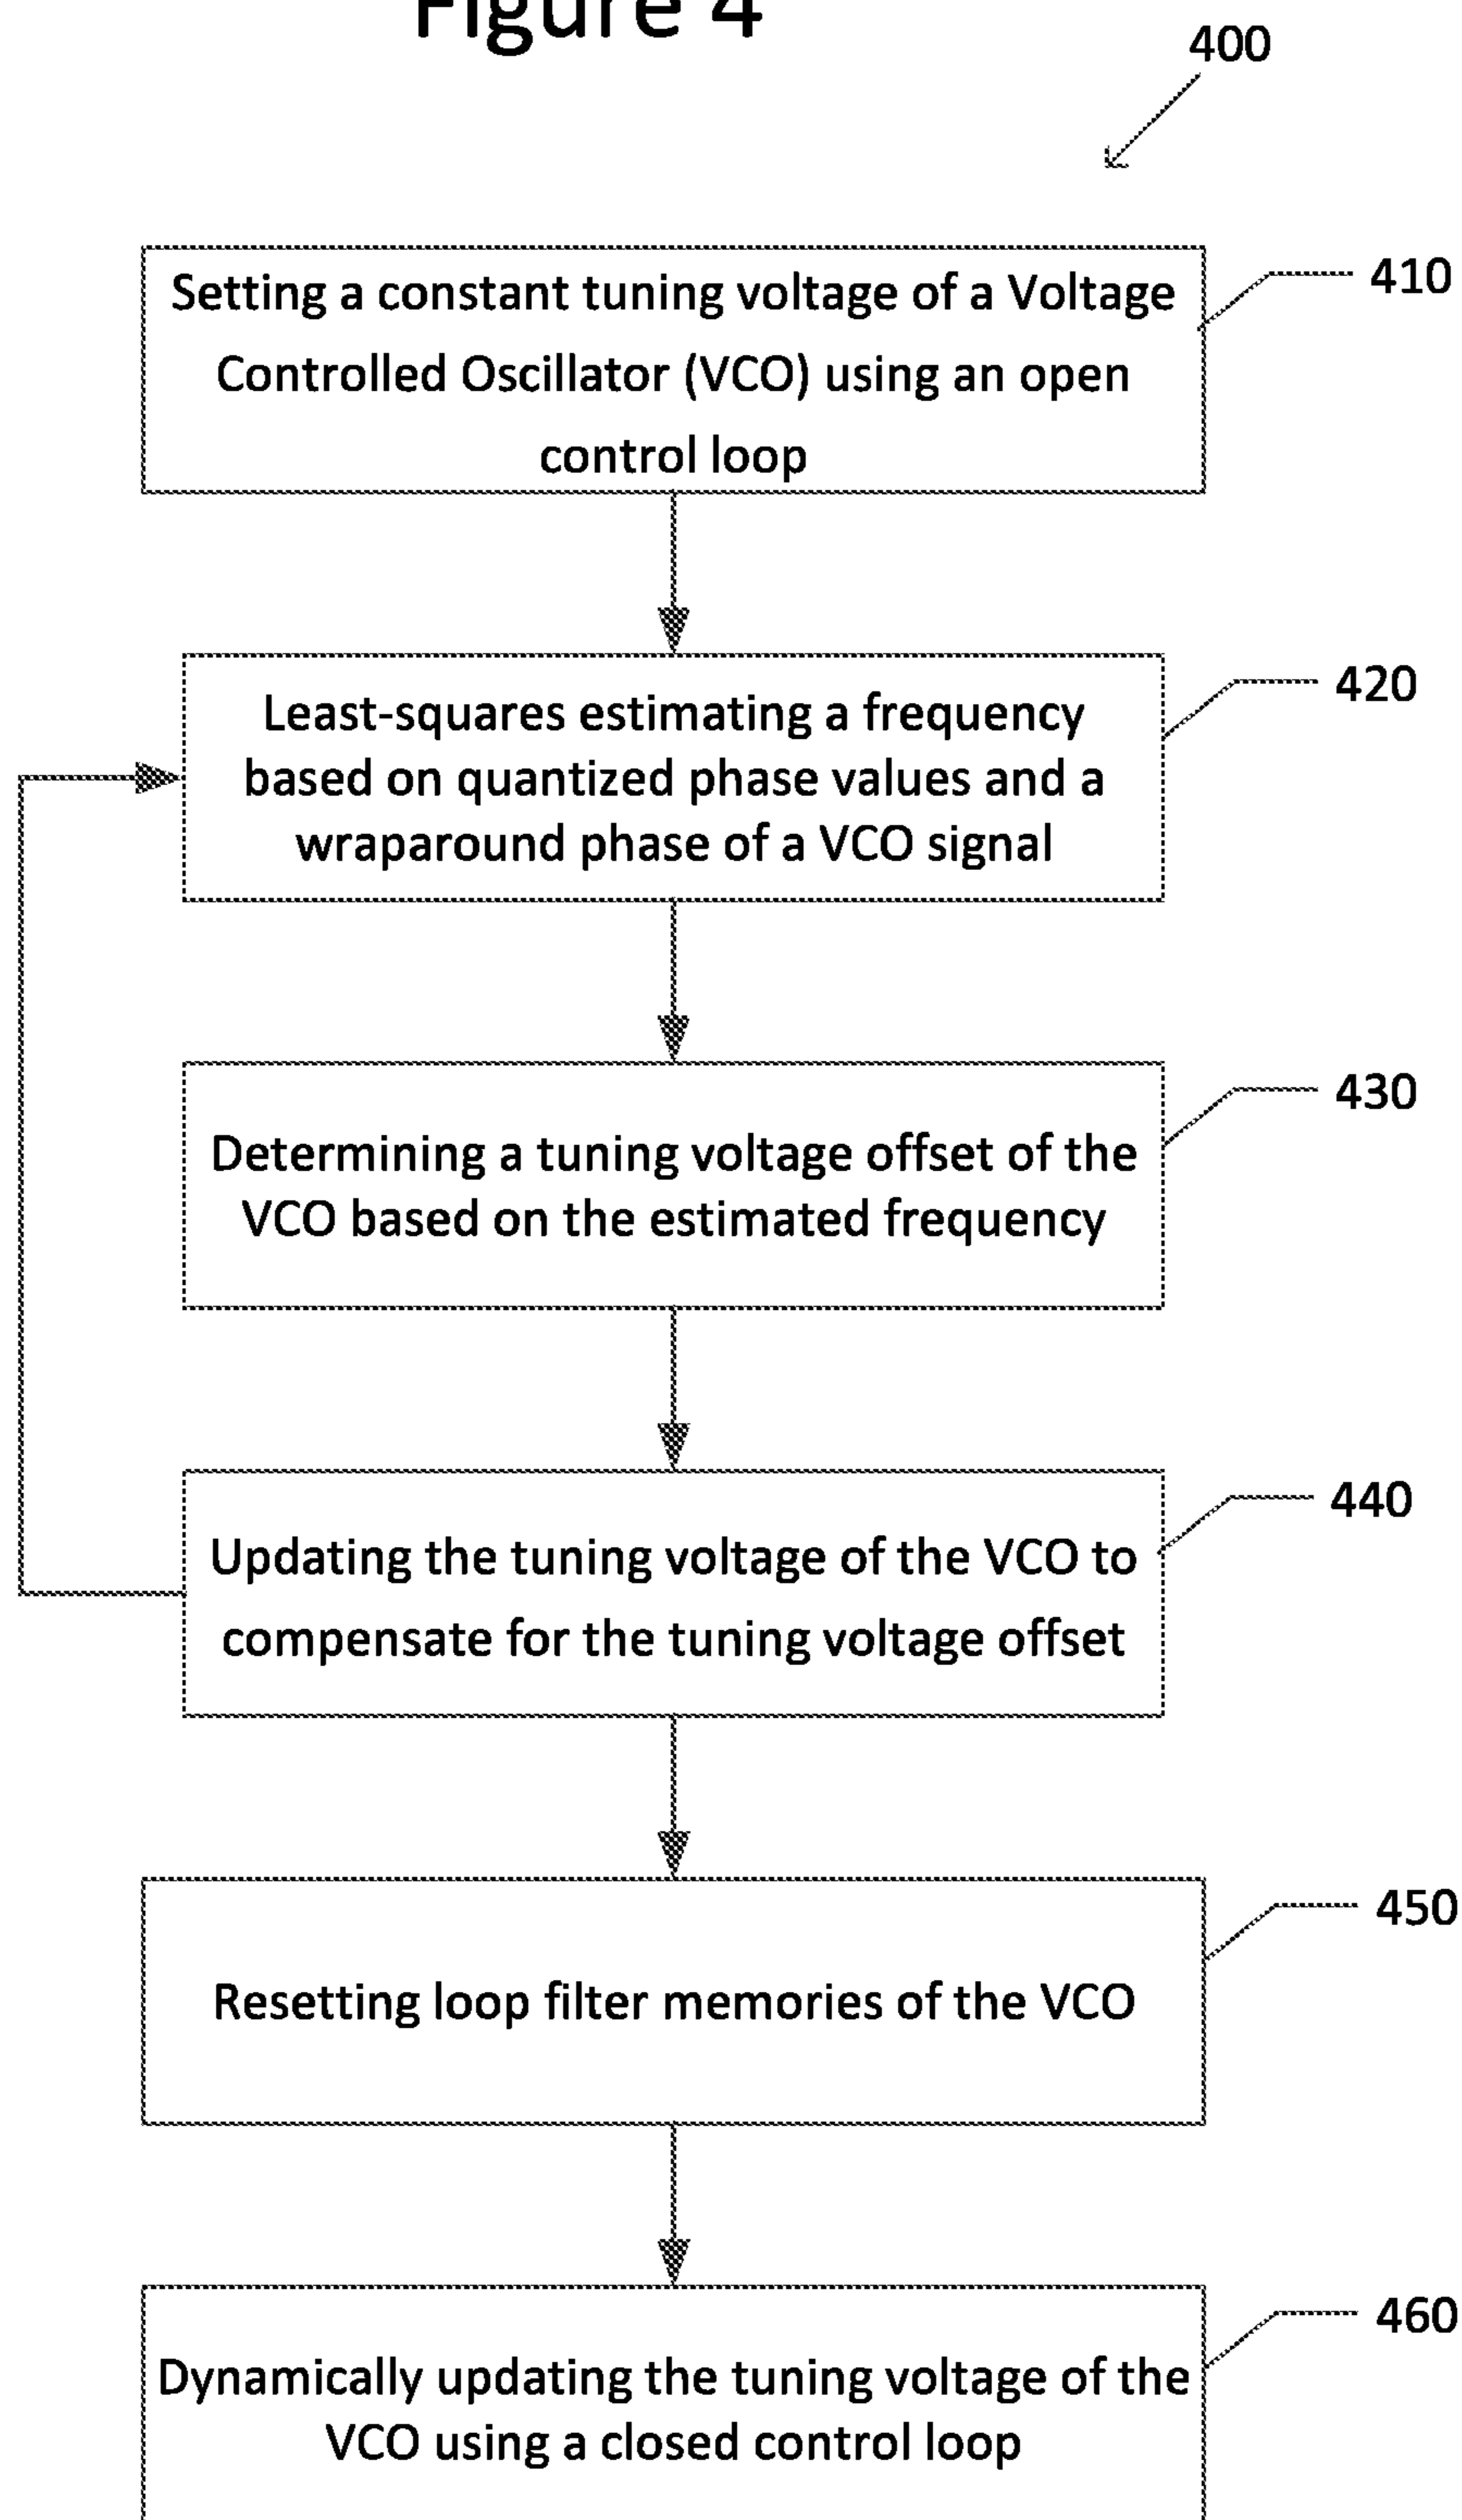 Figure 4
400
Setting a constant tuning voltage of a Voltage
Controlled Oscillator (VCO) using an open
control loop
410
Least-squares estimating a frequency
based on quantized phase values and a
wraparound phase of a VCO signal
420
Determining a tuning voltage offset of the
VCO based on the estimated frequency
430
Updating the tuning voltage of the VCO to
compensate for the tuning voltage offset
440
Resetting loop filter memories of the VCO
450
Dynamically updating the tuning voltage of the
VCO using a closed control loop
460